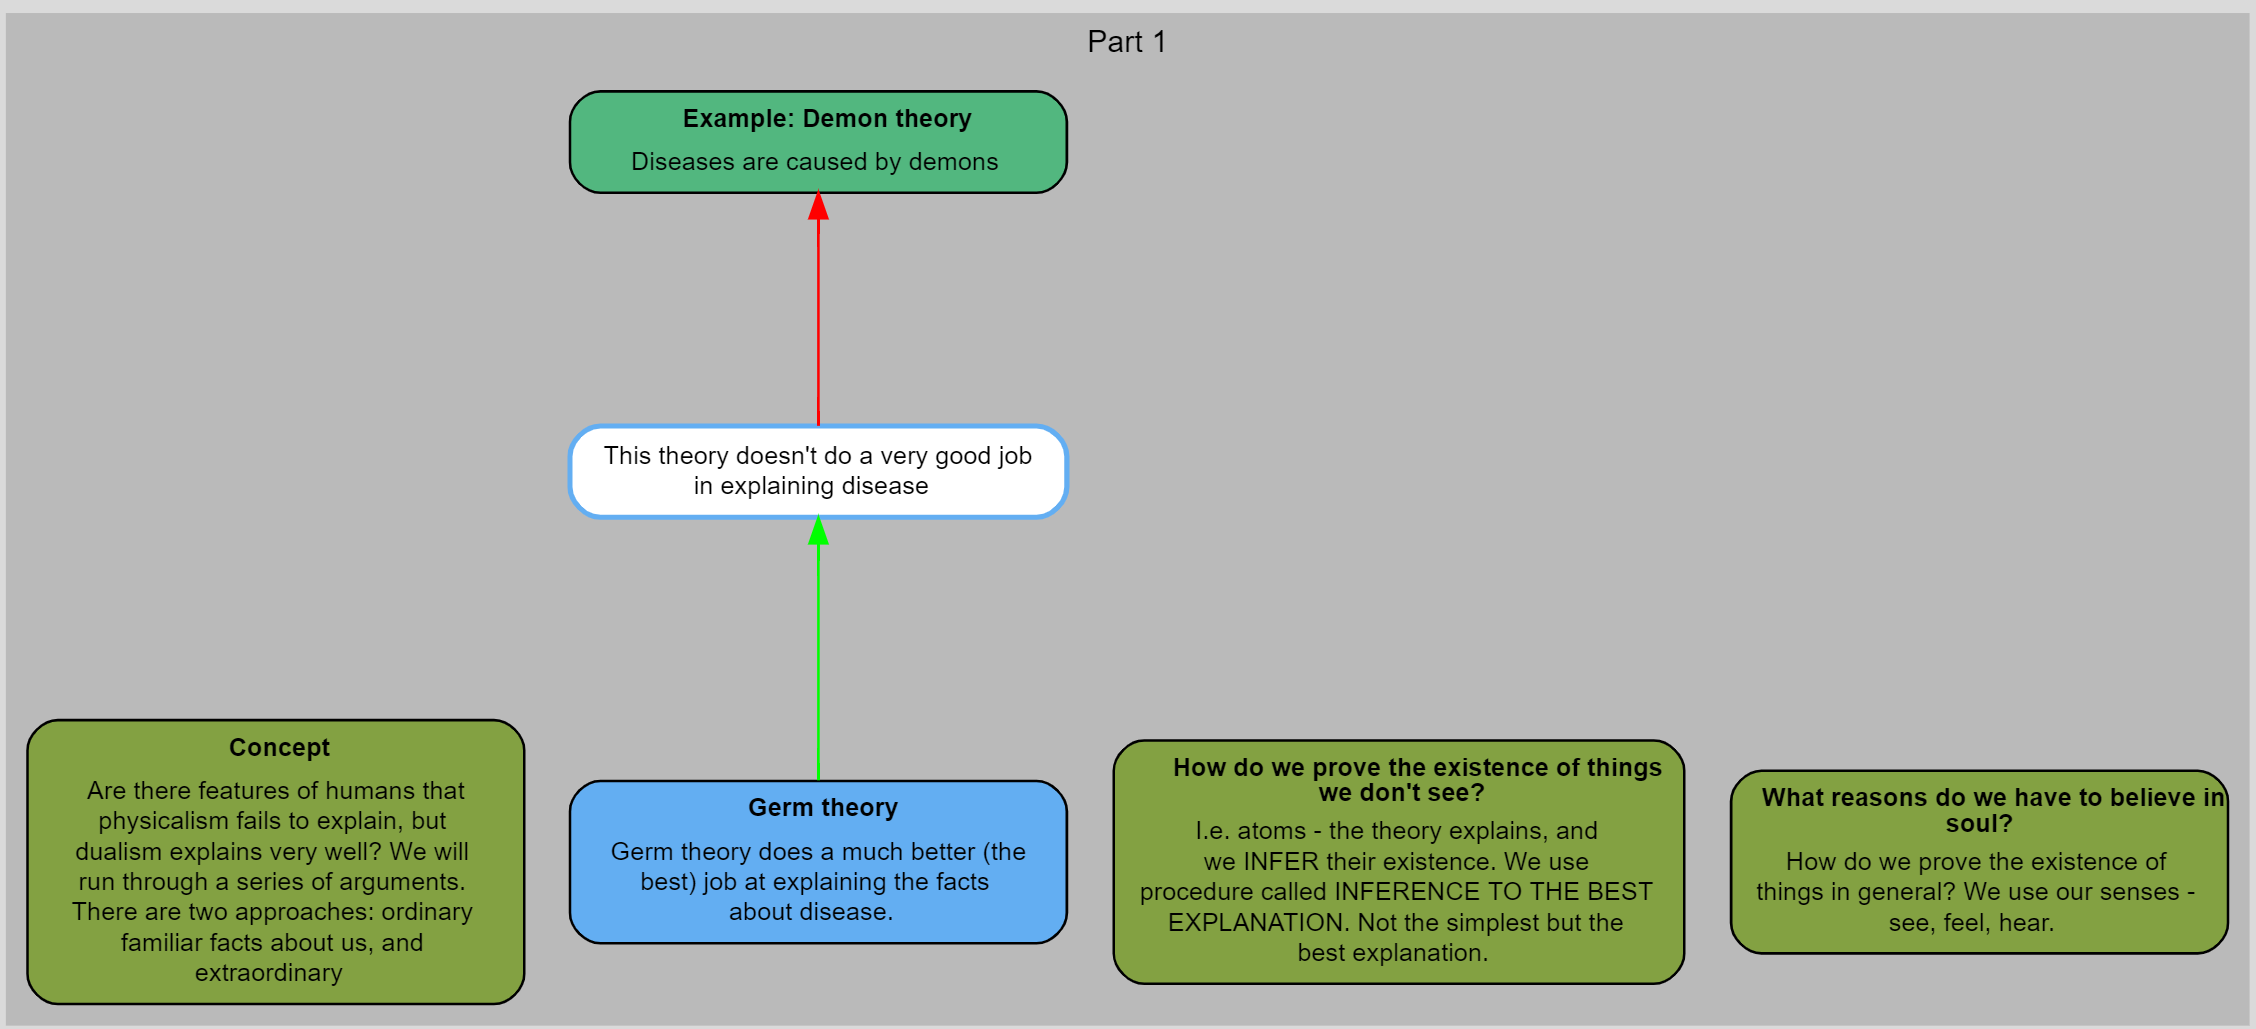 Part 1
Example: Demon theory
Diseases are caused by demons
This theory doesn't do a very good job
in explaining disease
Concept
Are there features of humans that
physicalism fails to explain, but
dualism explains very well? We will
run through a series of arguments.
There are two approaches: ordinary
familiar facts about us, and
extraordinary
Germ theory
Germ theory does a much better (the
best) job at explaining the facts
about disease.
How do we prove the existence of things
we don't see?
I.e. atoms - the theory explains, and
we INFER their existence. We use
procedure called INFERENCE TO THE BEST
EXPLANATION. Not the simplest but the
best explanation.
What reasons do we have to believe in
soul?
How do we prove the existence of
things in general? We use our senses -
see, feel, hear.